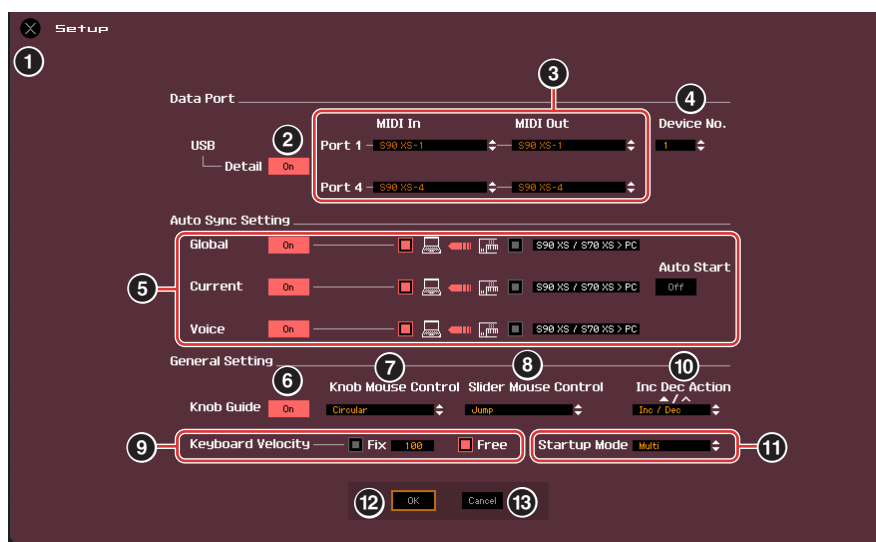 Setup
1
3
4
Data Port
MIDI In MIDI Out Device No.
2
USB Port 1 S90 XS-1 S90 XS-1 1
Detail On
Port 4 S90 XS-4 S90 XS-4
Auto Sync Setting
Global On S90 XS / S70 XS > PC
Auto Start
5
Current On S90 XS / S70 XS > PC Off
Voice On S90 XS / S70 XS > PC
General Setting
6 7 8 10
Knob Mouse Control Slider Mouse Control Inc Dec Action
Knob Guide On Circular Jump Inc / Dec
9 Keyboard Velocity Fix 100 Free Startup Mode Multi 11
12 OK Cancel 13